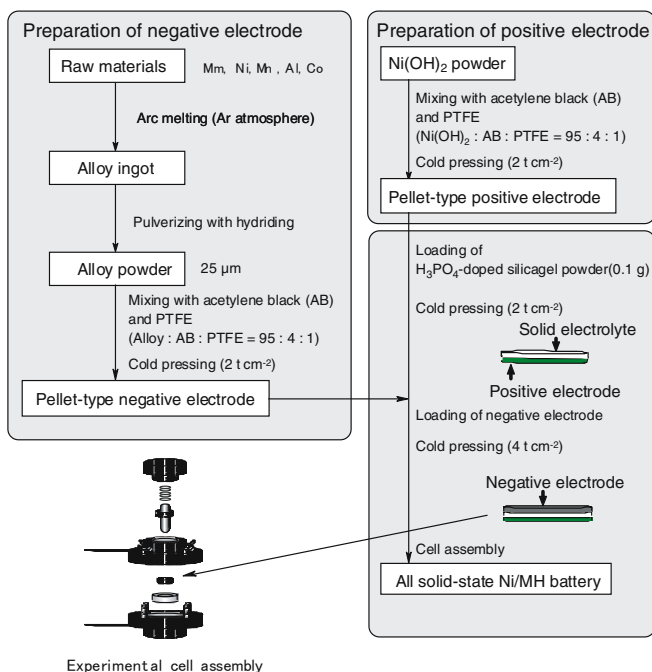 Preparation of negative electrode
Raw materials
Mm, Ni, Mn , Al, Co
Arc melting (Ar atmosphere)
Alloy ingot
Pulverizing with hydriding
Alloy powder
25 µm
Mixing with acetylene black (AB)
and PTFE
(Alloy : AB : PTFE = 95 : 4 : 1)
Cold pressing (2 t cm-2)
Pellet-type negative electrode
Preparation of positive electrode
Ni(OH)2 powder
Mixing with acetylene black (AB)
and PTFE
(Ni(OH)2 : AB : PTFE = 95 : 4 : 1)
Cold pressing (2 t cm-2)
Pellet-type positive electrode
Loading of
H3PO4-doped silicagel powder(0.1 g)
Cold pressing (2 t cm-2)
Solid electrolyte
Positive electrode
Loading of negative electrode
Cold pressing (4 t cm-2)
Negative electrode
Cell assembly
All solid-state Ni/MH battery
Experimental cell assembly